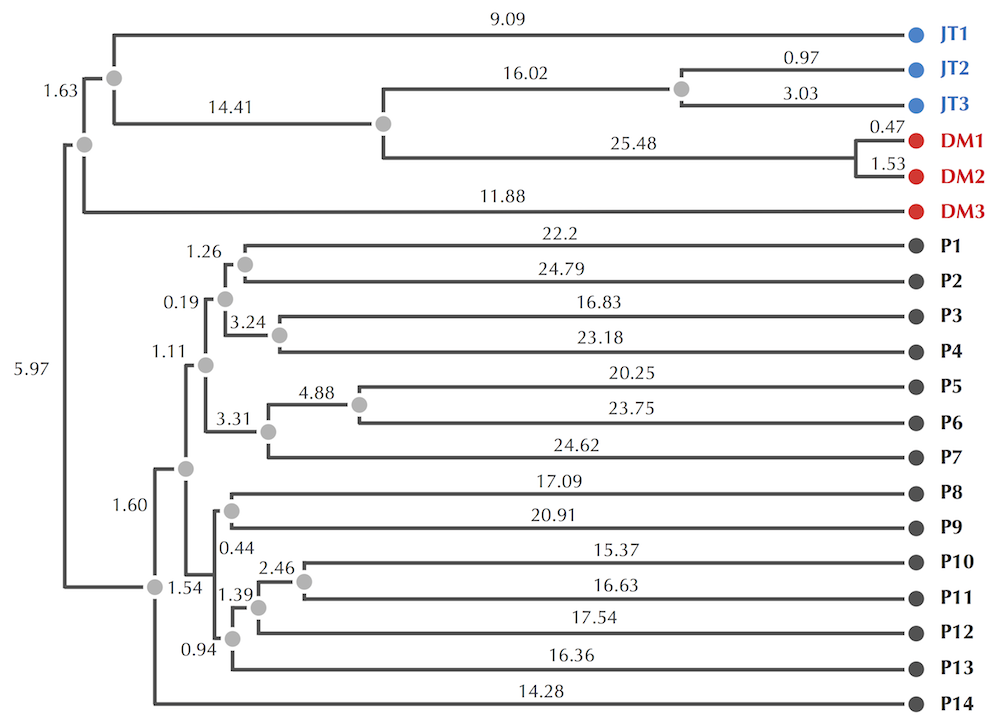 9.09
JT1
0.97
JT2
16.02
1.63
3.03
JT3
14.41
0.47
DM1
25.48
1.53
DM2
11.88
DM3
22.2
P1
1.26
24.79
P2
0.19
16.83
P3
3.24
23.18
P4
1.11
5.97
20.25
P5
4.88
23.75
P6
3.31
24.62
P7
17.09
P8
1.60
20.91
P9
0.44
15.37
P10
2.46
1.54
16.63
P11
1.39
17.54
P12
0.94
16.36
P13
14.28
P14